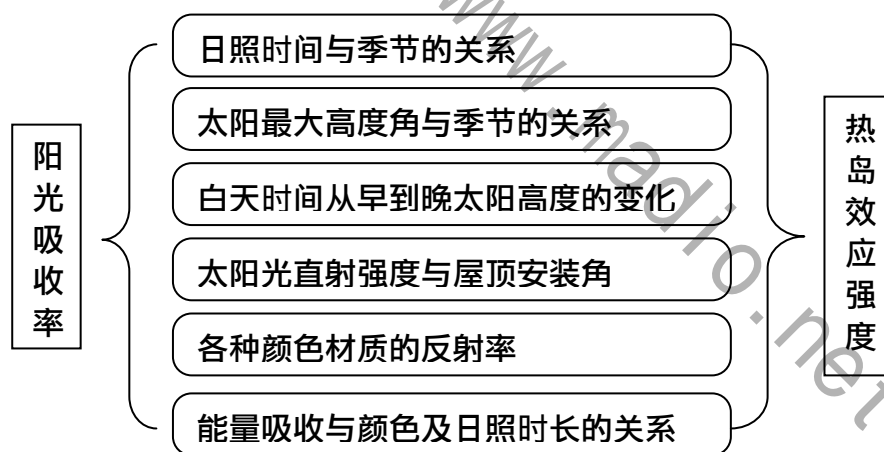 日照时间与季节的关系
太阳最大高度角与季节的关系
白天时间从早到晚太阳高度的变化
太阳光直射强度与屋顶安装角
各种颜色材质的反射率
能量吸收与颜色及日照时长的关系
阳光吸收率
热岛效应强度
www.madio.net